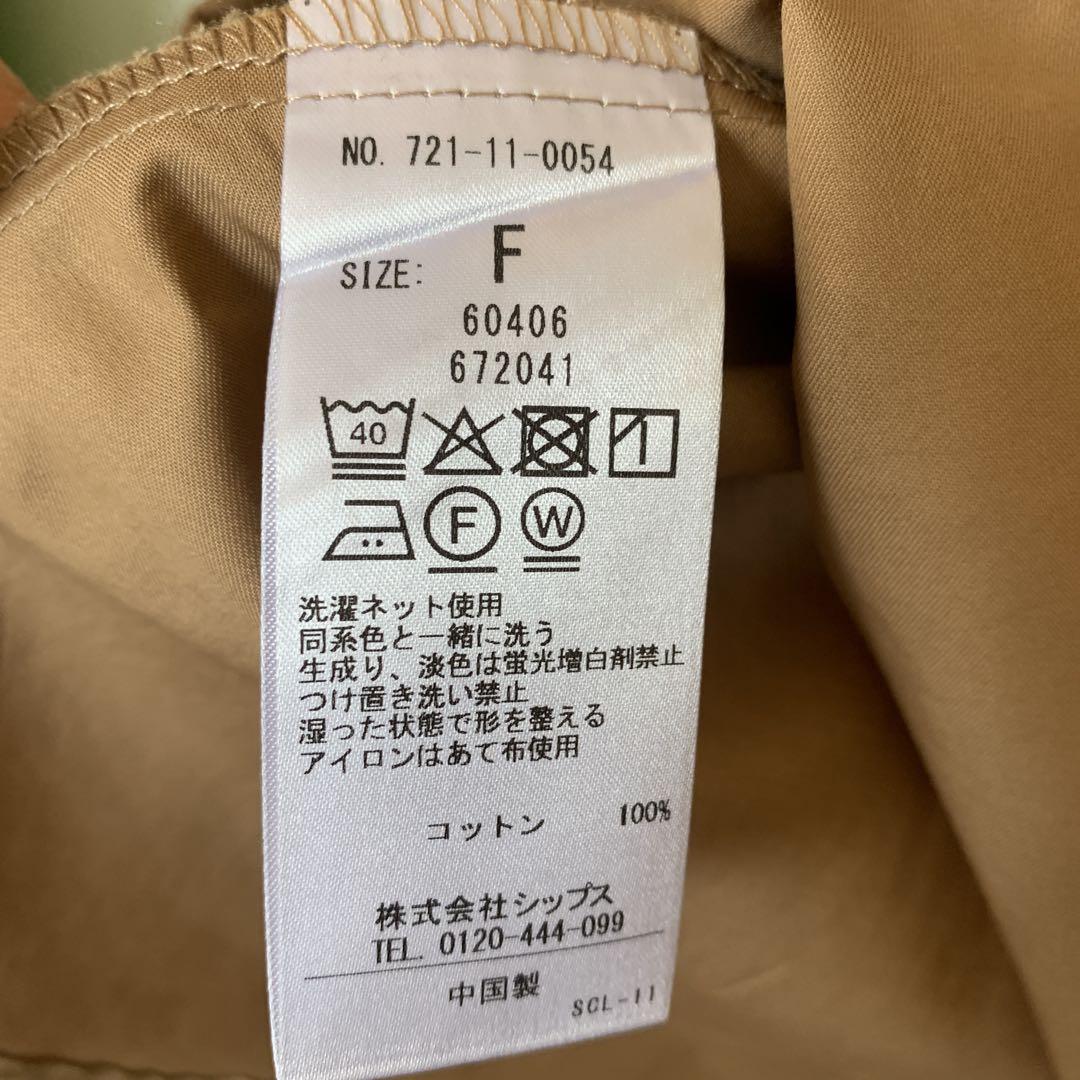 NO. 721-11-0054
SIZE: F
60406
672041
40
F W
洗濯ネット使用
同系色と一緒に洗う
生成り、淡色は蛍光増白剤禁止
つけ置き洗い禁止
湿った状態で形を整える
アイロンはあて布使用
コットン 100%
株式会社シップス
TEL. 0120-444-099
中国製 SCL-11